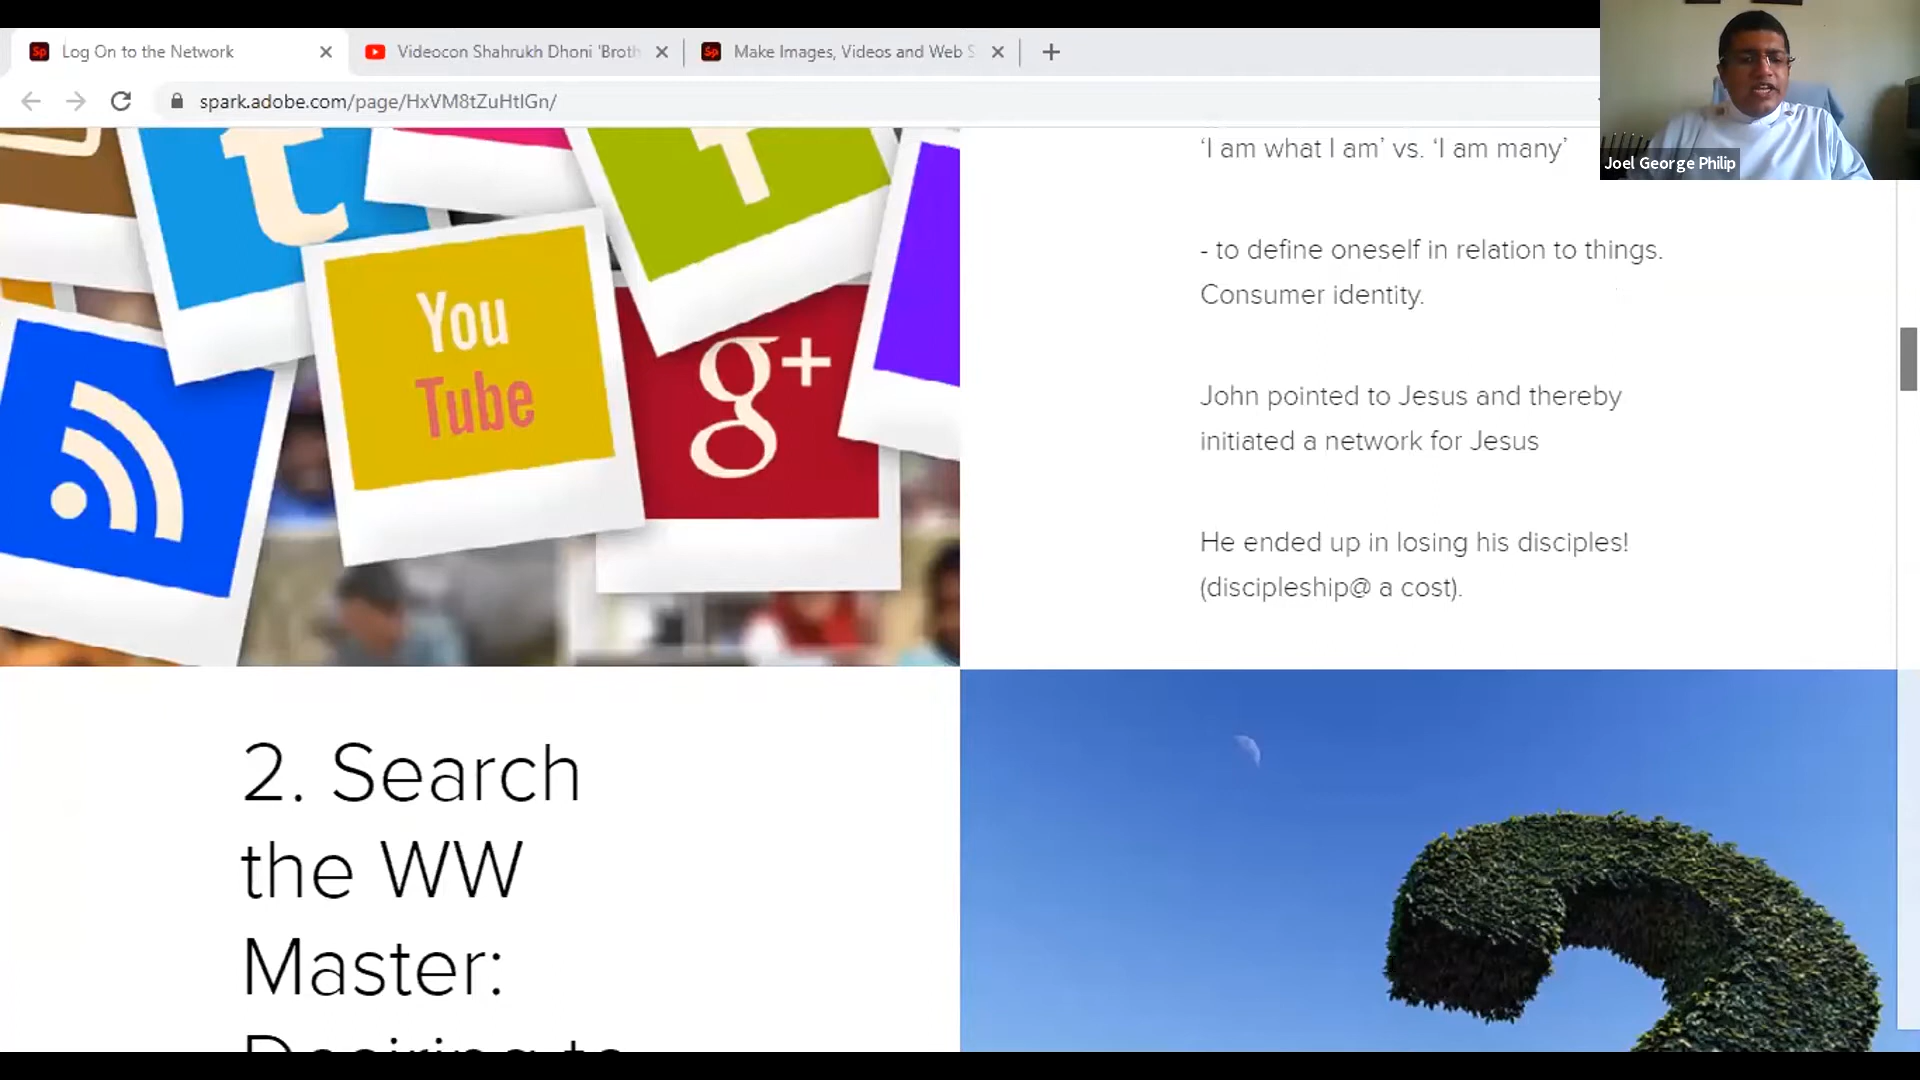 Log On to the Network
Videocon Shahrukh Dhoni 'Broth
Make Images, Videos and Web S
spark.adobe.com/page/HxVM8tZuHtIGn/
Joel George Philip
t
f
You
Tube
g+
‘I am what I am’ vs. ‘I am many’
- to define oneself in relation to things.
Consumer identity.
John pointed to Jesus and thereby
initiated a network for Jesus
He ended up in losing his disciples!
(discipleship@ a cost).
2. Search
the WW
Master:
Desiring to